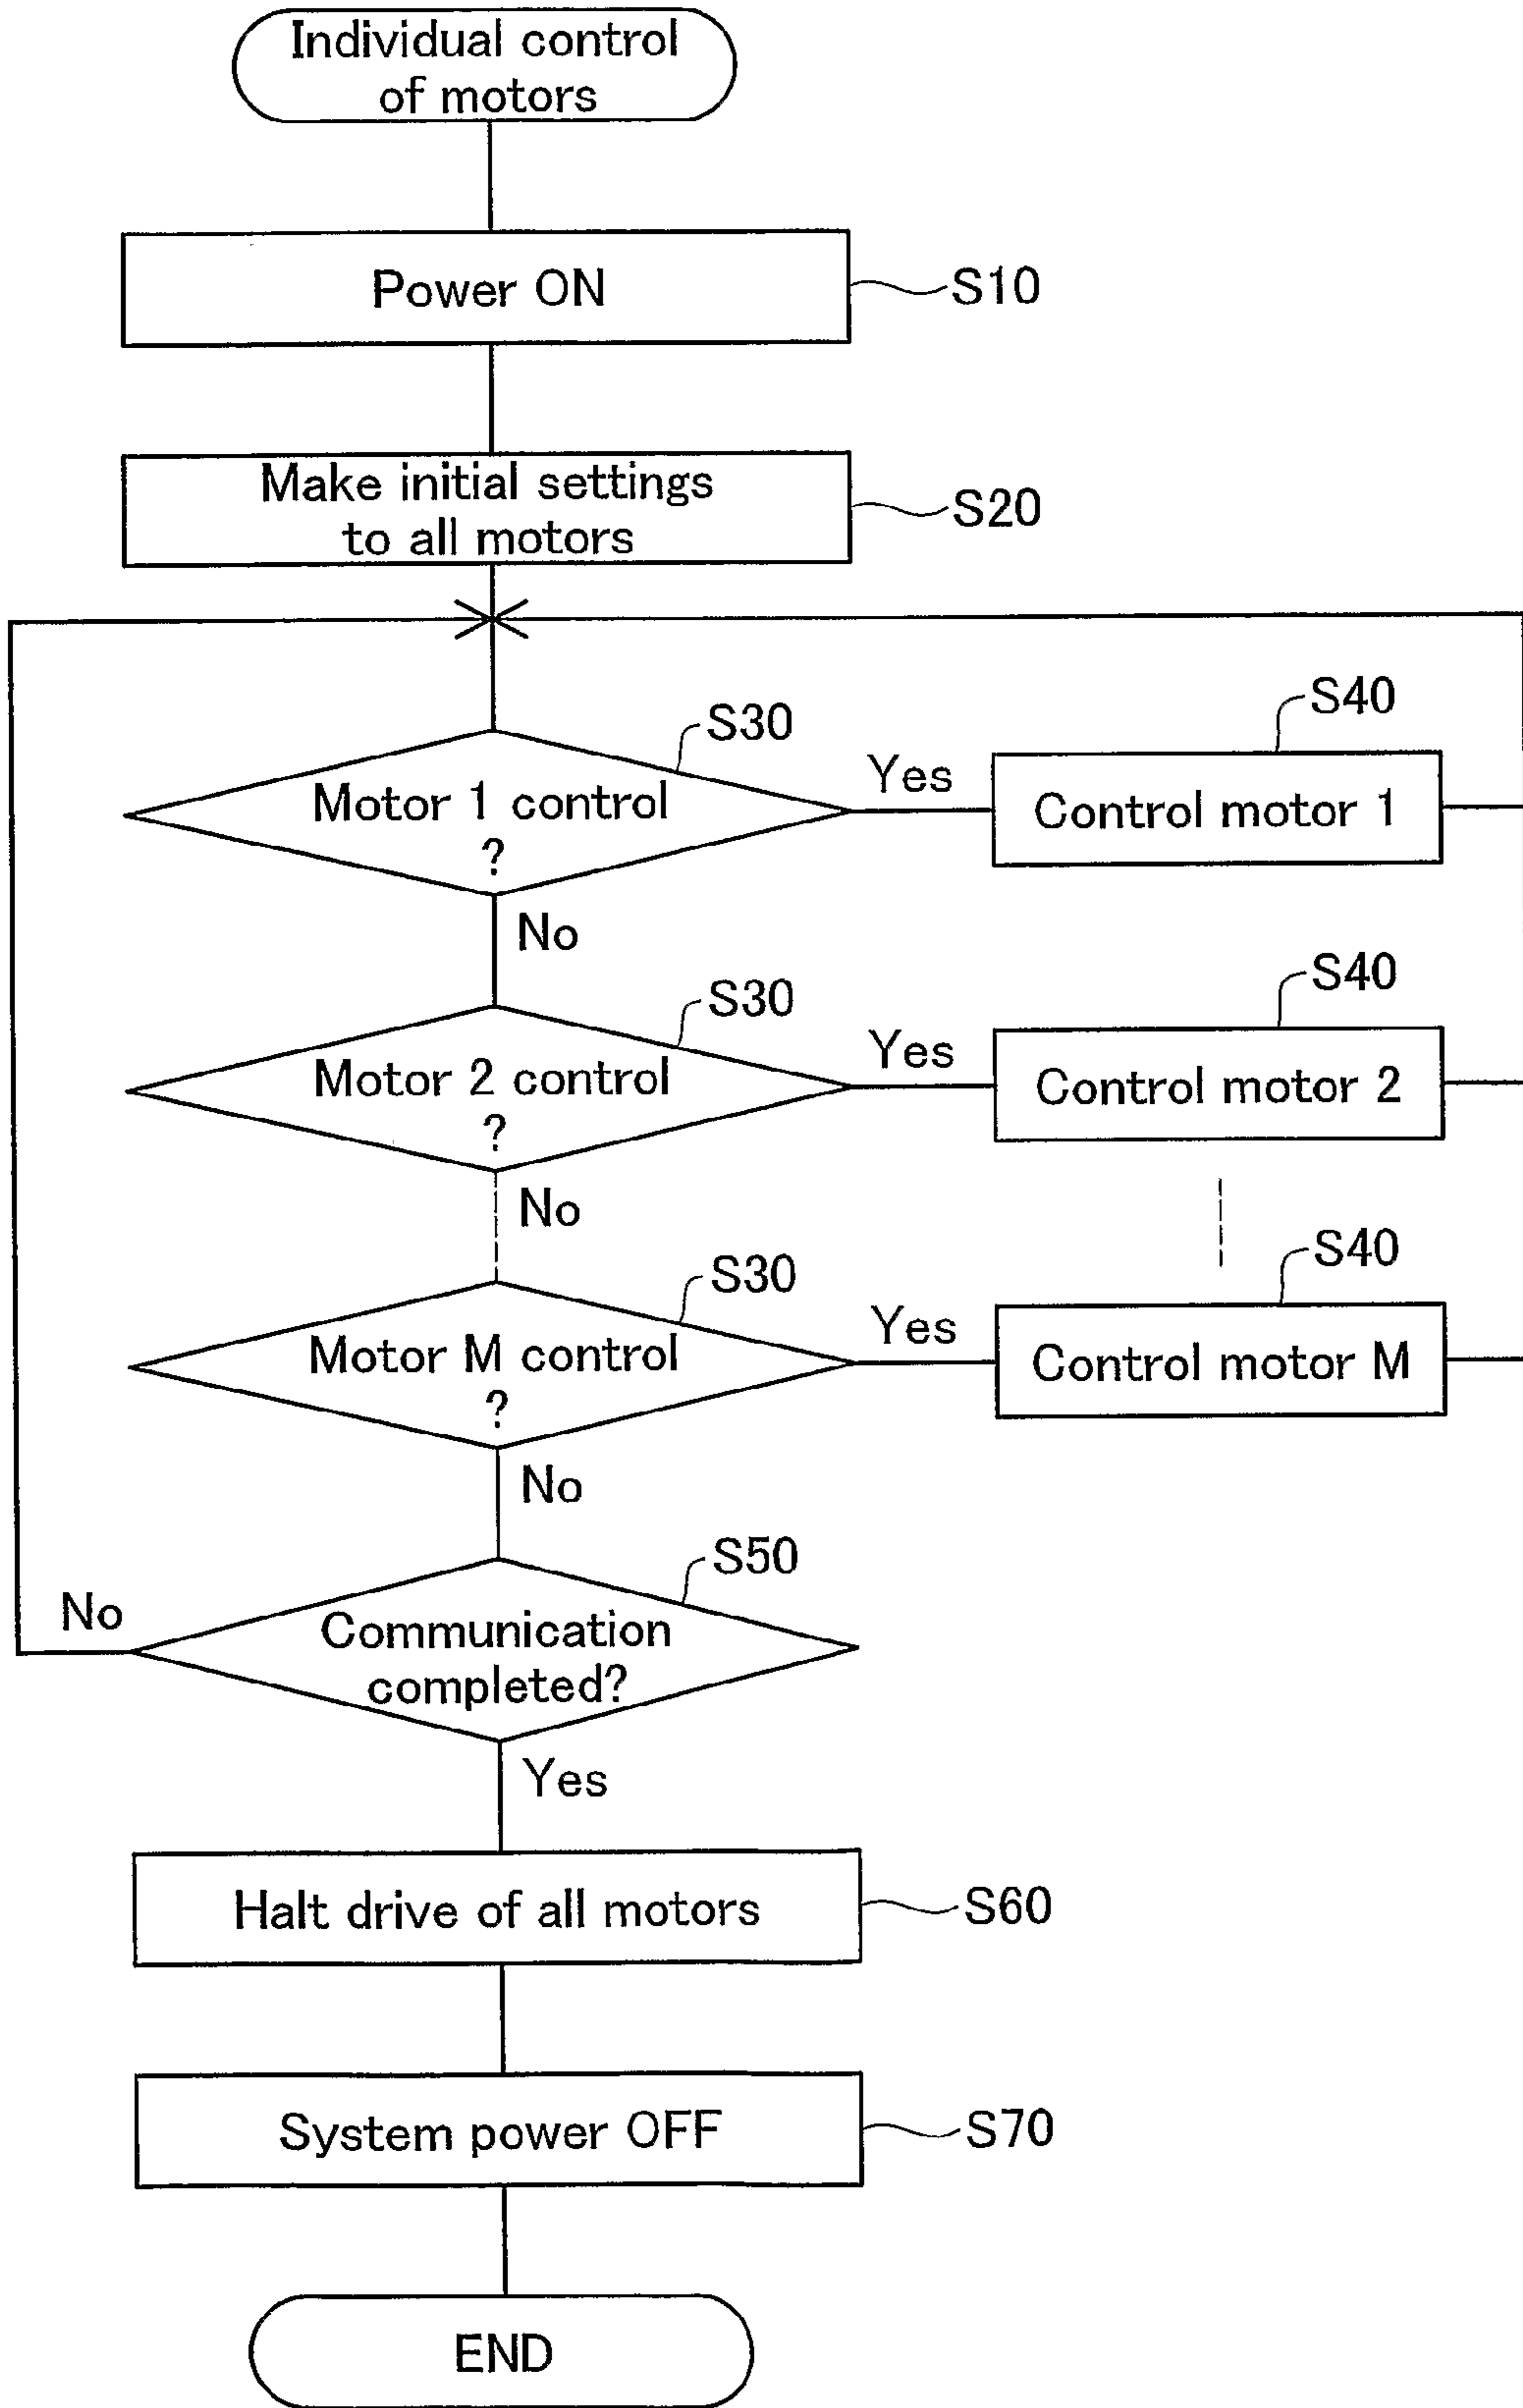 Individual control
of motors
Power ON
S10
Make initial settings
to all motors
S20
S30
Motor 1 control
?
Yes
S40
Control motor 1
No
S30
Motor 2 control
?
Yes
S40
Control motor 2
No
S30
Motor M control
?
Yes
S40
Control motor M
No
S50
Communication
completed?
No
Yes
Halt drive of all motors
S60
System power OFF
S70
END